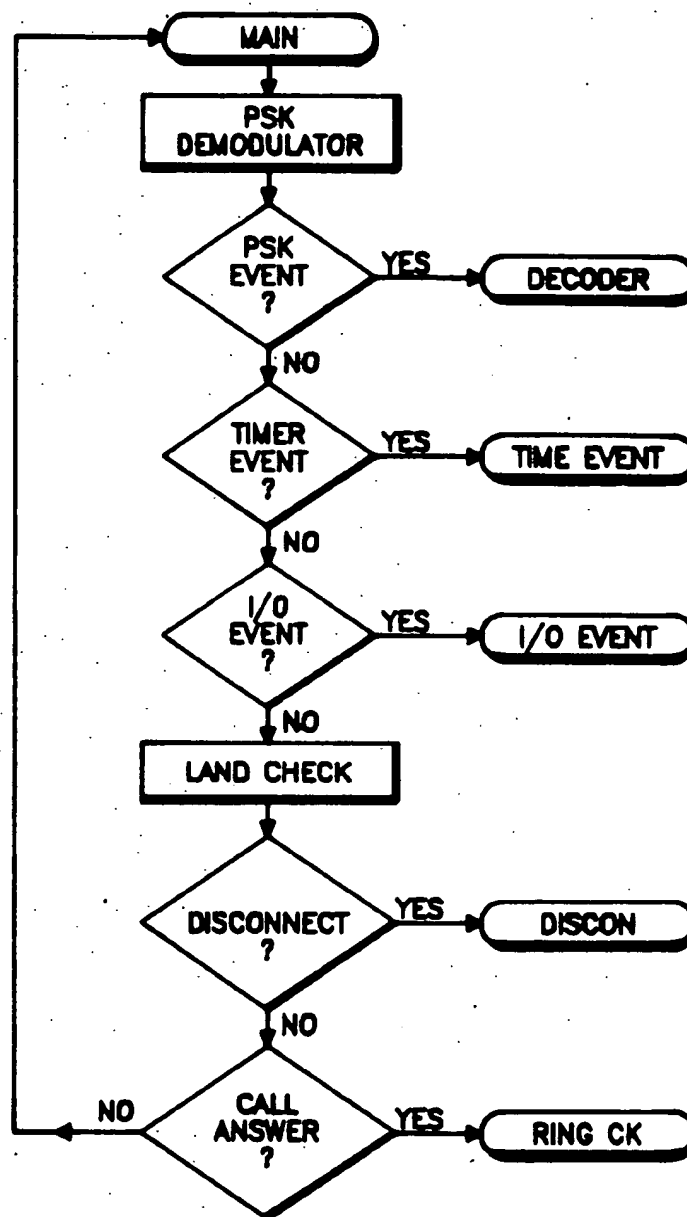 MAIN
PSK
DEMODULATOR
PSK
EVENT
?
YES
DECODER
NO
TIMER
EVENT
?
YES
TIME EVENT
NO
I/O
EVENT
?
YES
I/O EVENT
NO
LAND CHECK
DISCONNECT
?
YES
DISCON
NO
CALL
ANSWER
?
NO
YES
RING CK